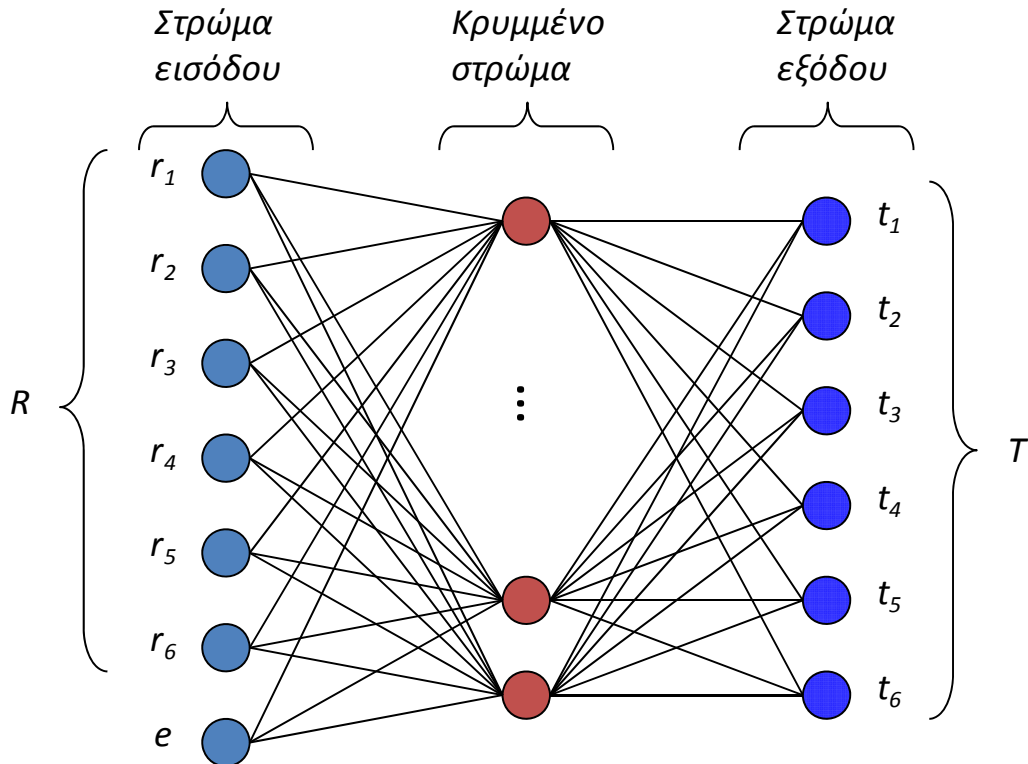 Στρώμα
εισόδου
Κρυμμένο
στρώμα
Στρώμα
εξόδου
r₁
r₂
r₃
r₄
r₅
r₆
e
R
...
t₁
t₂
t₃
t₄
t₅
t₆
T